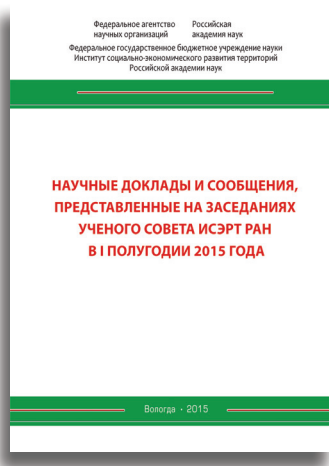 Федеральное агентство Российская
научных организаций академия наук
Федеральное государственное бюджетное учреждение науки
Институт социально-экономического развития территорий
Российской академии наук
НАУЧНЫЕ ДОКЛАДЫ И СООБЩЕНИЯ,
ПРЕДСТАВЛЕННЫЕ НА ЗАСЕДАНИЯХ
УЧЕНОГО СОВЕТА ИСЭРТ РАН
В I ПОЛУГОДИИ 2015 ГОДА
Вологда • 2015